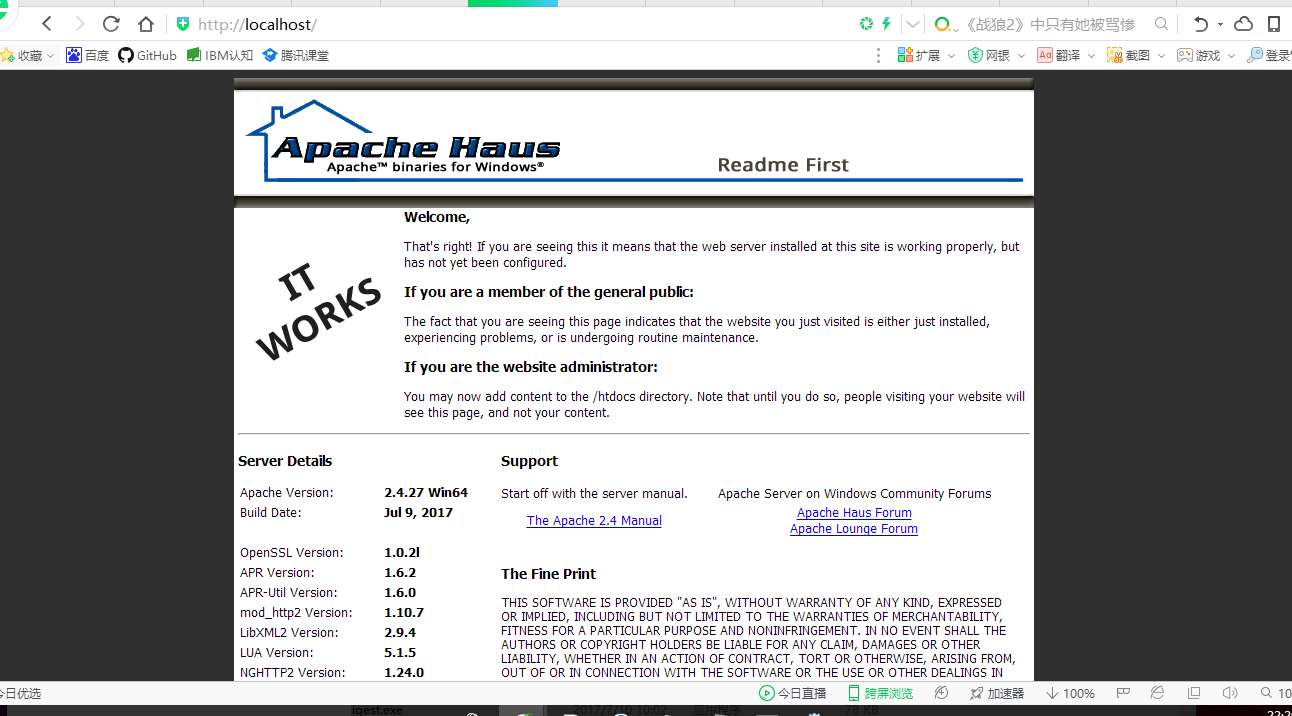 http://localhost/
《战狼2》中只有她被骂惨
收藏 百度 GitHub IBM认知 腾讯课堂 扩展 网银 Aa 翻译 截图 游戏 登录
Apache Haus
Apache™ binaries for Windows®
Readme First
IT WORKS
Welcome,
That's right! If you are seeing this it means that the web server installed at this site is working properly, but
has not yet been configured.
If you are a member of the general public:
The fact that you are seeing this page indicates that the website you just visited is either just installed,
experiencing problems, or is undergoing routine maintenance.
If you are the website administrator:
You may now add content to the /htdocs directory. Note that until you do so, people visiting your website will
see this page, and not your content.
Server Details
Apache Version: 2.4.27 Win64
Build Date: Jul 9, 2017
OpenSSL Version: 1.0.2l
APR Version: 1.6.2
APR-Util Version: 1.6.0
mod_http2 Version: 1.10.7
LibXML2 Version: 2.9.4
LUA Version: 5.1.5
NGHTTP2 Version: 1.24.0
Support
Start off with the server manual.
The Apache 2.4 Manual
Apache Server on Windows Community Forums
Apache Haus Forum
Apache Lounge Forum
The Fine Print
THIS SOFTWARE IS PROVIDED "AS IS", WITHOUT WARRANTY OF ANY KIND, EXPRESSED
OR IMPLIED, INCLUDING BUT NOT LIMITED TO THE WARRANTIES OF MERCHANTABILITY,
FITNESS FOR A PARTICULAR PURPOSE AND NONINFRINGEMENT. IN NO EVENT SHALL THE
AUTHORS OR COPYRIGHT HOLDERS BE LIABLE FOR ANY CLAIM, DAMAGES OR OTHER
LIABILITY, WHETHER IN AN ACTION OF CONTRACT, TORT OR OTHERWISE, ARISING FROM,
OUT OF OR IN CONNECTION WITH THE SOFTWARE OR THE USE OR OTHER DEALINGS IN
今日优选 今日直播 跨屏浏览 加速器 100% 10
2017/7/10 10:02 应用程序 78 KB